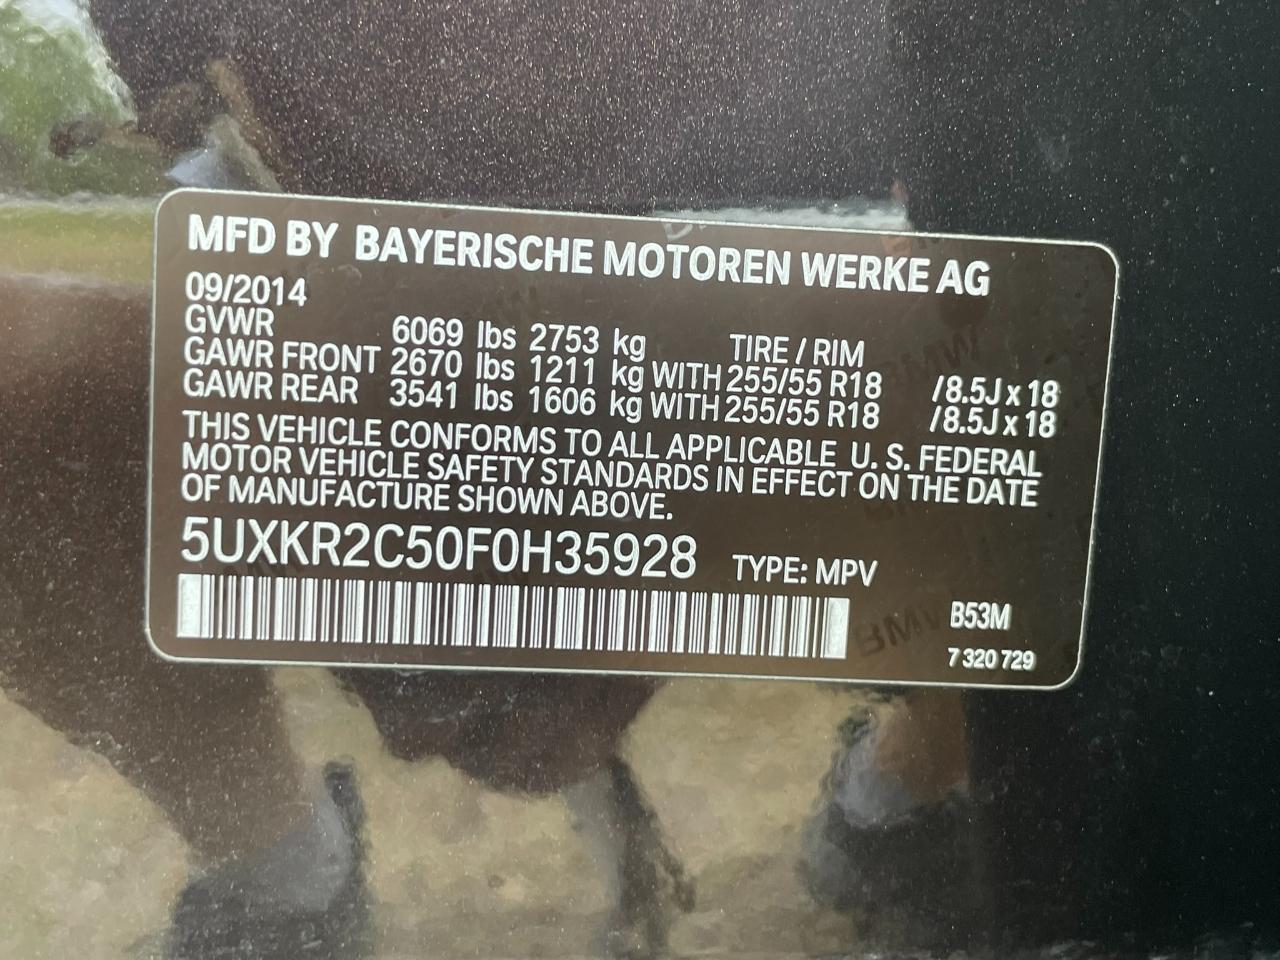 MFD BY BAYERISCHE MOTOREN WERKE AG
09/2014
GVWR 6069 lbs 2753 kg TIRE / RIM
GAWR FRONT 2670 lbs 1211 kg WITH 255/55 R18 /8.5J x 18
GAWR REAR 3541 lbs 1606 kg WITH 255/55 R18 /8.5J x 18
THIS VEHICLE CONFORMS TO ALL APPLICABLE U. S. FEDERAL
MOTOR VEHICLE SAFETY STANDARDS IN EFFECT ON THE DATE
OF MANUFACTURE SHOWN ABOVE.
5UXKR2C50F0H35928 TYPE: MPV
B53M
7 320 729